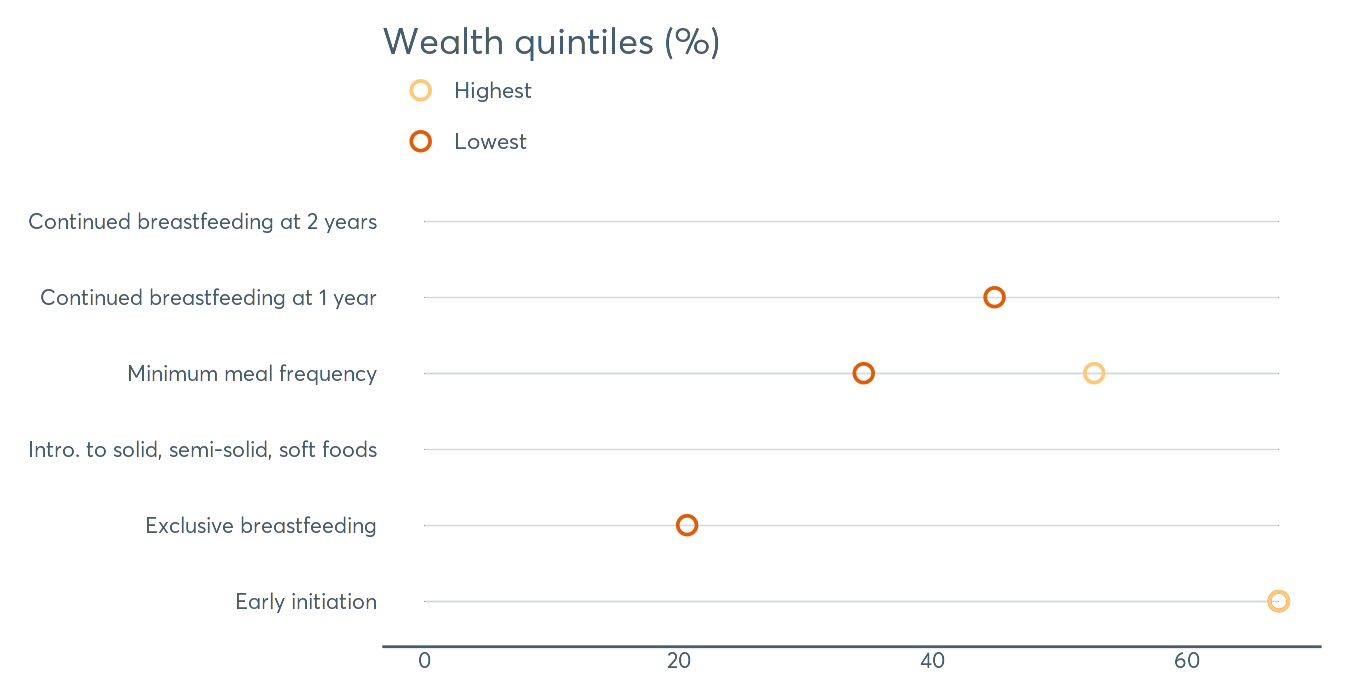 Wealth quintiles (%)
Highest
Lowest
Continued breastfeeding at 2 years
Continued breastfeeding at 1 year
Minimum meal frequency
Intro. to solid, semi-solid, soft foods
Exclusive breastfeeding
Early initiation
0 20 40 60